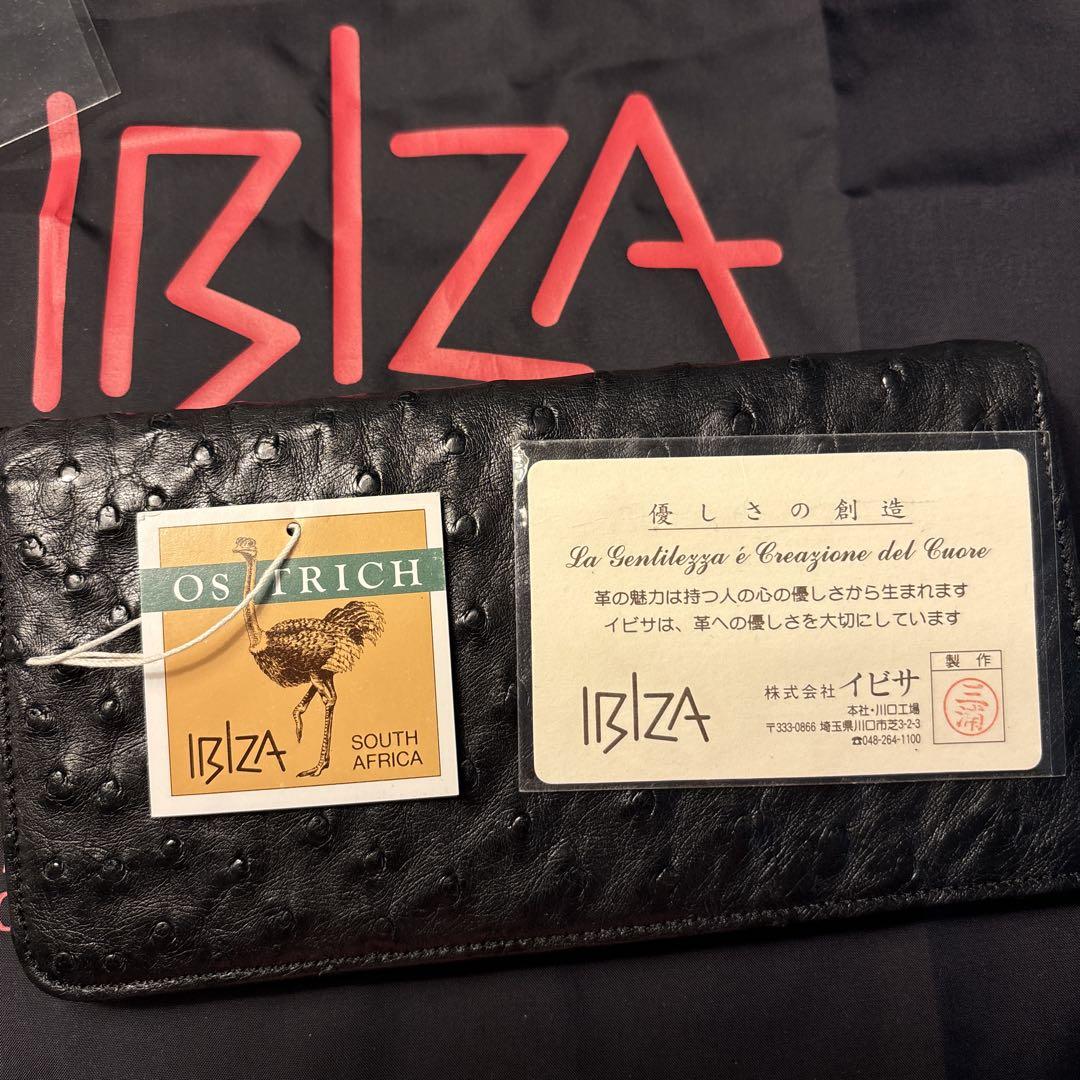 IBIZA
OSTRICH
IBIZA
SOUTH
AFRICA
優しさの創造
La Gentilezza é Creazione del Cuore
革の魅力は持つ人の心の優しさから生まれます
イビサは、革への優しさを大切にしています
IBIZA
株式会社イビサ
本社・川口工場
〒333-0866 埼玉県川口市芝3-2-3
☎048-264-1100
製作
三浦